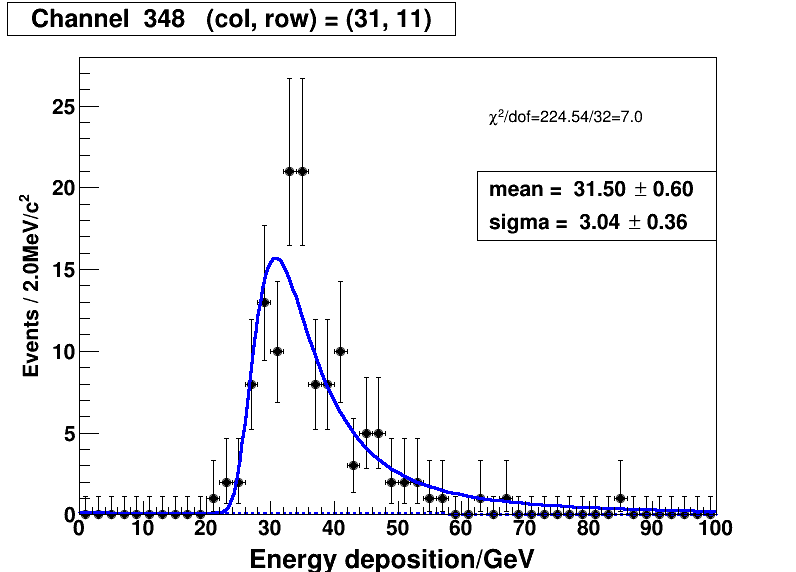 Channel 348 (col, row) = (31, 11)
χ²/dof=224.54/32=7.0
mean = 31.50 ± 0.60
sigma = 3.04 ± 0.36
Events / 2.0MeV/c²
25
20
15
10
5
0
0 10 20 30 40 50 60 70 80 90 100
Energy deposition/GeV